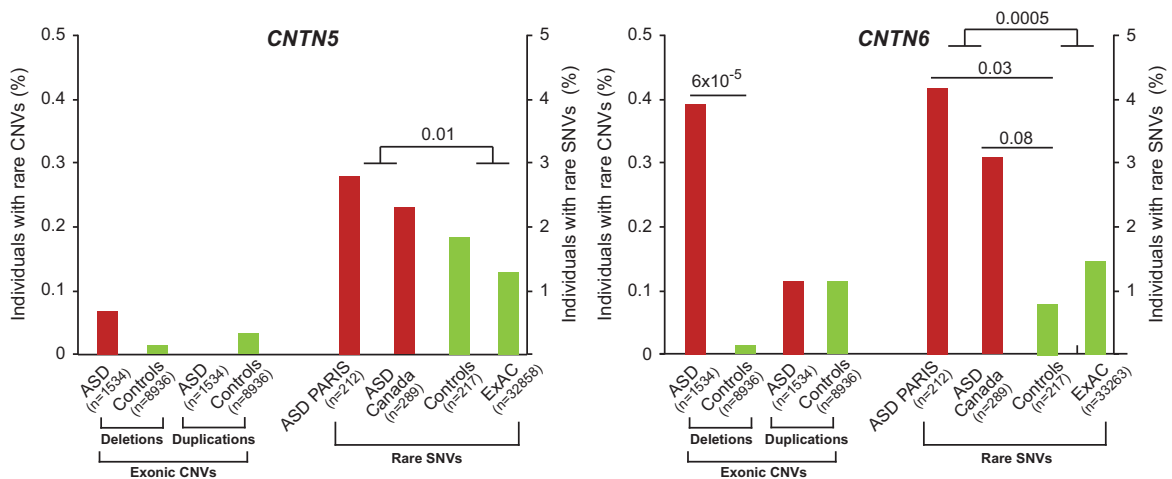 CNTN5
Individuals with rare CNVs (%)
0.5
0.4
0.3
0.2
0.1
0
Individuals with rare SNVs (%)
5
4
3
2
1
0.01
ASD
(n=1534)
Controls
(n=8936)
ASD
(n=1534)
Controls
(n=8936)
ASD PARIS
(n=212)
ASD
Canada
(n=289)
Controls
(n=217)
ExAC
(n=32858)
Deletions
Duplications
Exonic CNVs
Rare SNVs
CNTN6
Individuals with rare CNVs (%)
0.5
0.4
0.3
0.2
0.1
0
Individuals with rare SNVs (%)
5
4
3
2
1
6x10-5
0.0005
0.03
0.08
ASD
(n=1534)
Controls
(n=8936)
ASD
(n=1534)
Controls
(n=8936)
ASD PARIS
(n=212)
ASD
Canada
(n=289)
Controls
(n=217)
ExAC
(n=33263)
Deletions
Duplications
Exonic CNVs
Rare SNVs